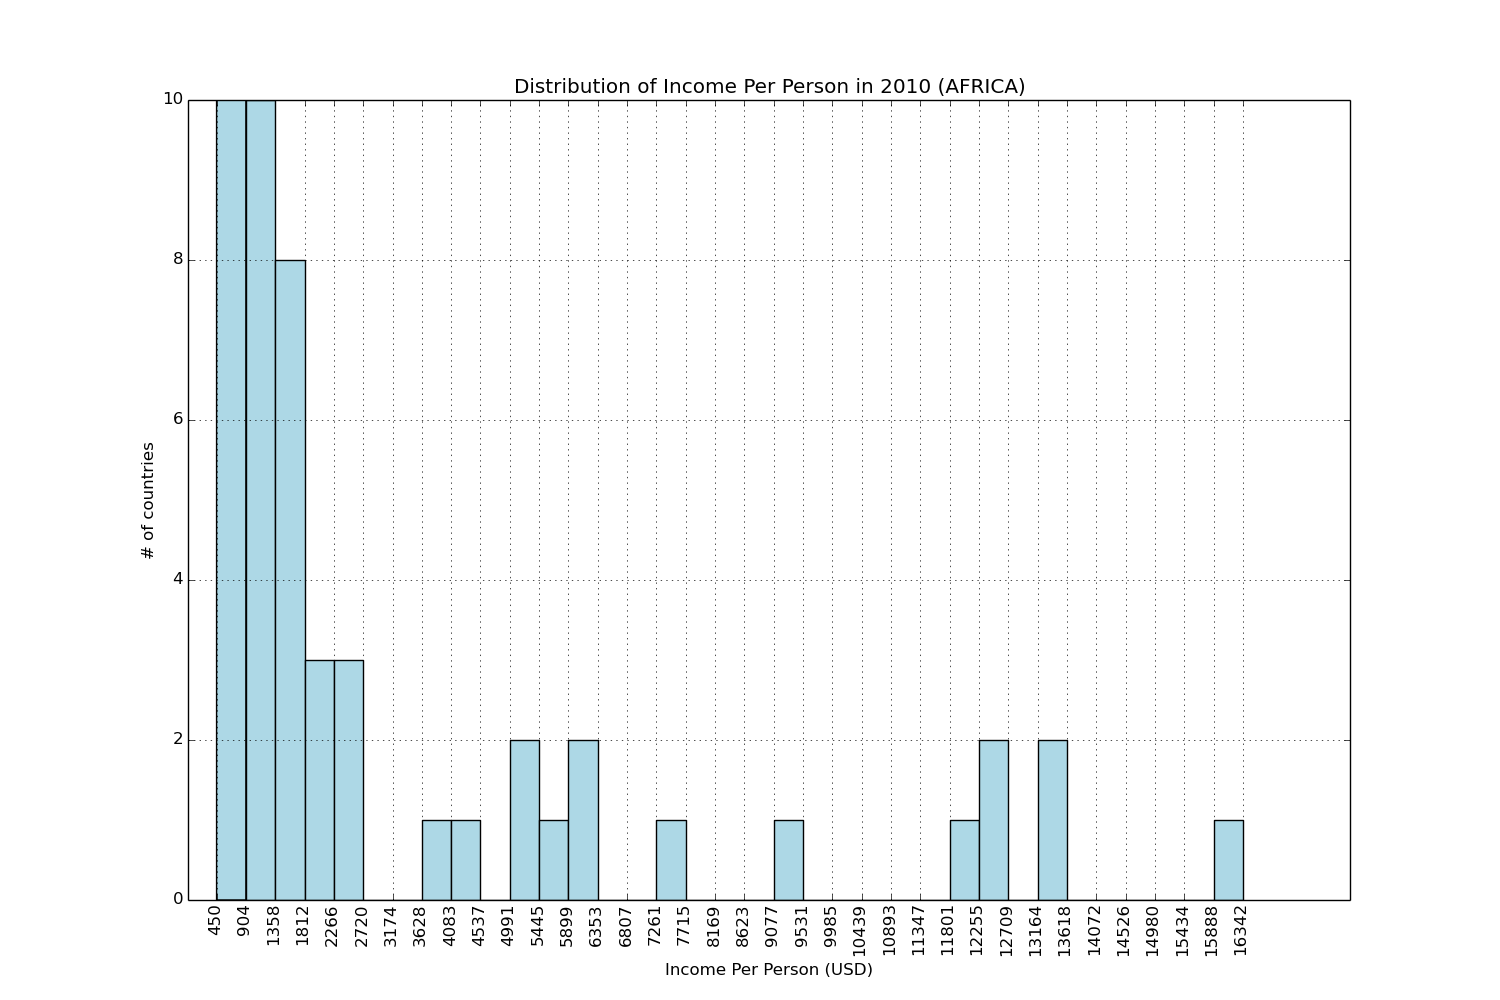 Distribution of Income Per Person in 2010 (AFRICA)
10
8
6
4
2
0
# of countries
450 904 1358 1812 2266 2720 3174 3628 4083 4537 4991 5445 5899 6353 6807 7261 7715 8169 8623 9077 9531 9985 10439 10893 11347 11801 12255 12709 13164 13618 14072 14526 14980 15434 15888 16342
Income Per Person (USD)